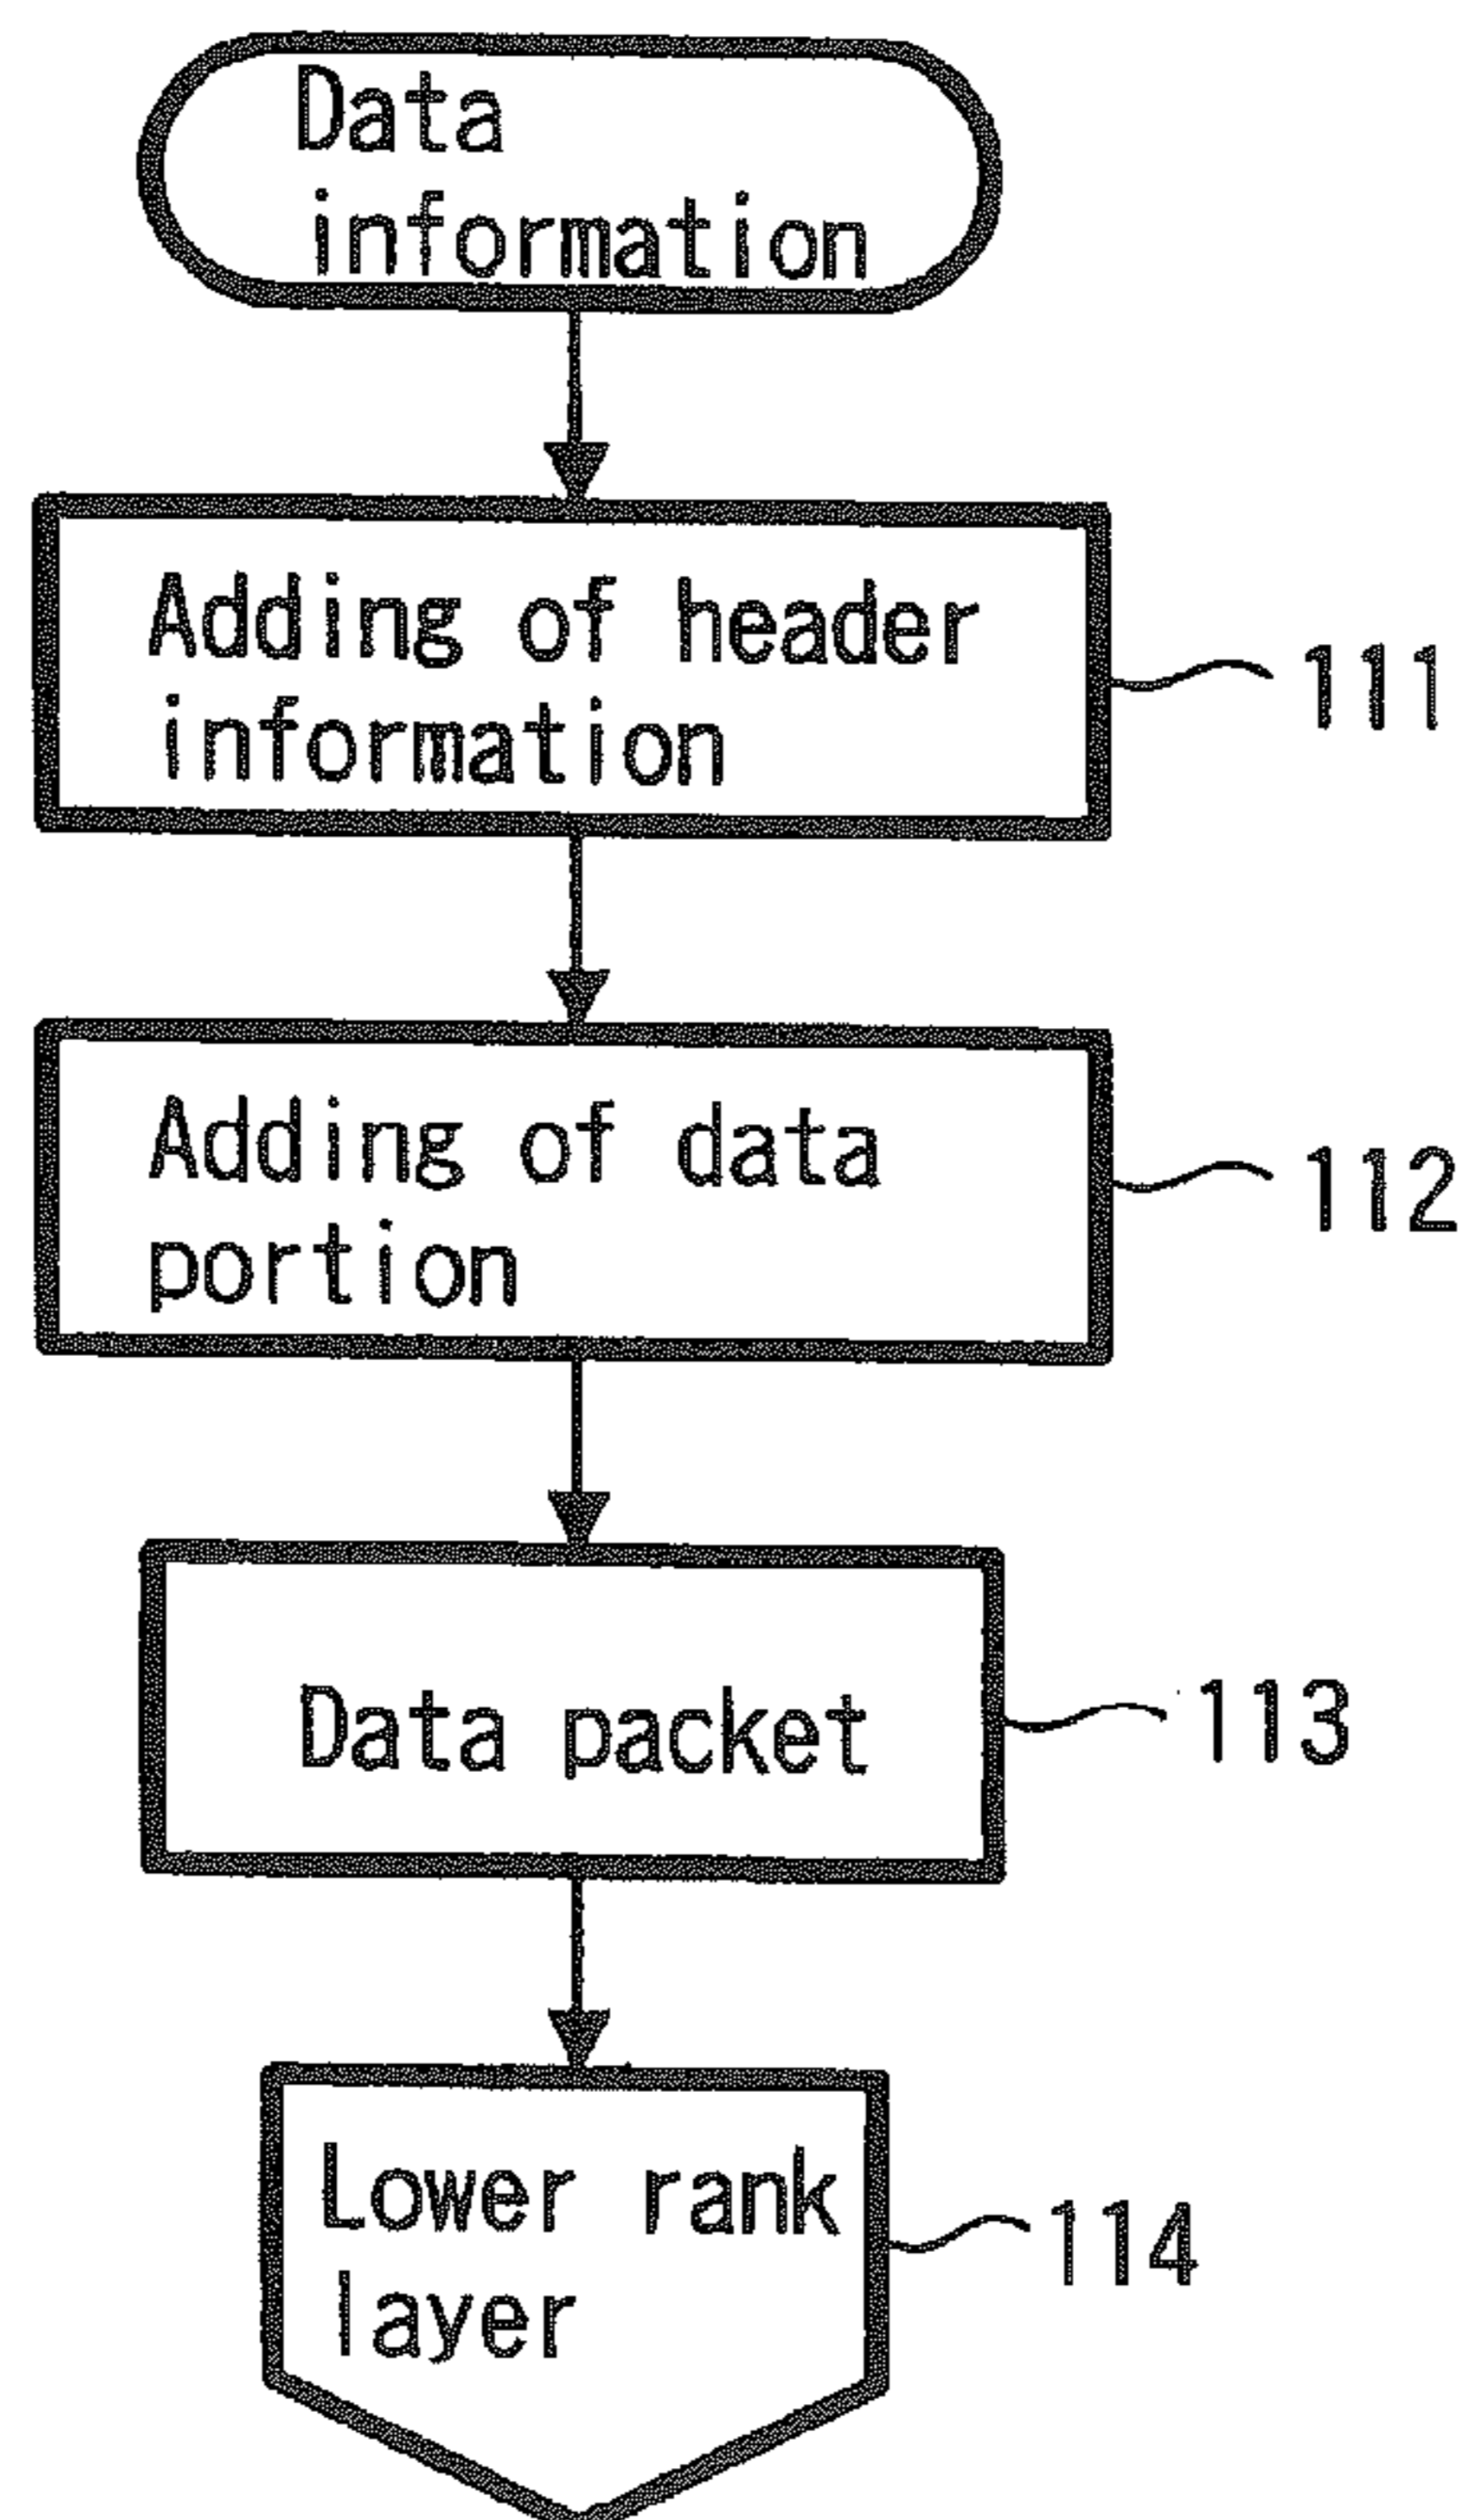 Data
information
Adding of header
information
111
Adding of data
portion
112
Data packet
113
Lower rank
layer
114